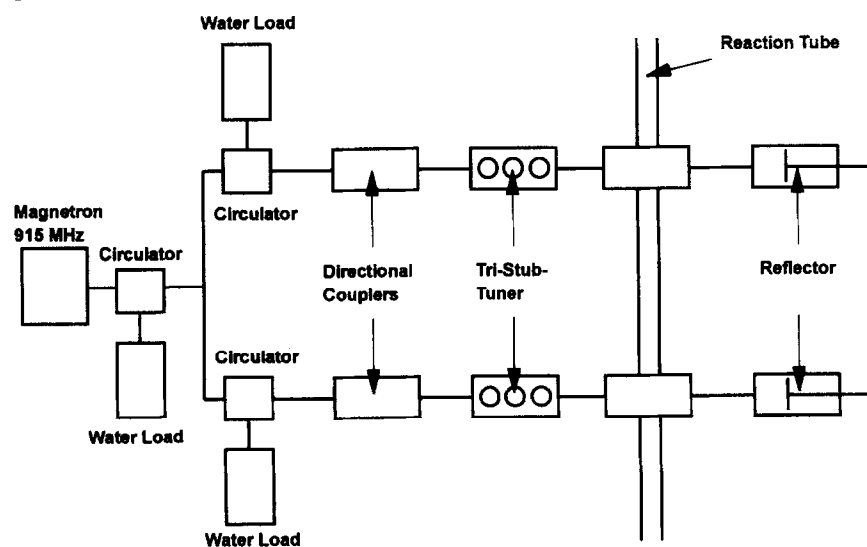 Water Load
Reaction Tube
Circulator
Magnetron
915 MHz
Circulator
Directional
Couplers
Tri-Stub-
Tuner
Reflector
Circulator
Water Load
Water Load